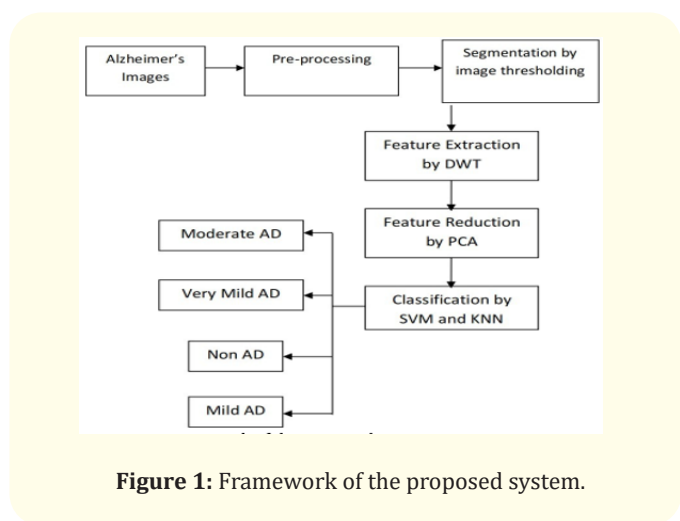 Alzheimer's
Images
Pre-processing
Segmentation by
image thresholding
Feature Extraction
by DWT
Feature Reduction
by PCA
Classification by
SVM and KNN
Moderate AD
Very Mild AD
Non AD
Mild AD
Figure 1: Framework of the proposed system.